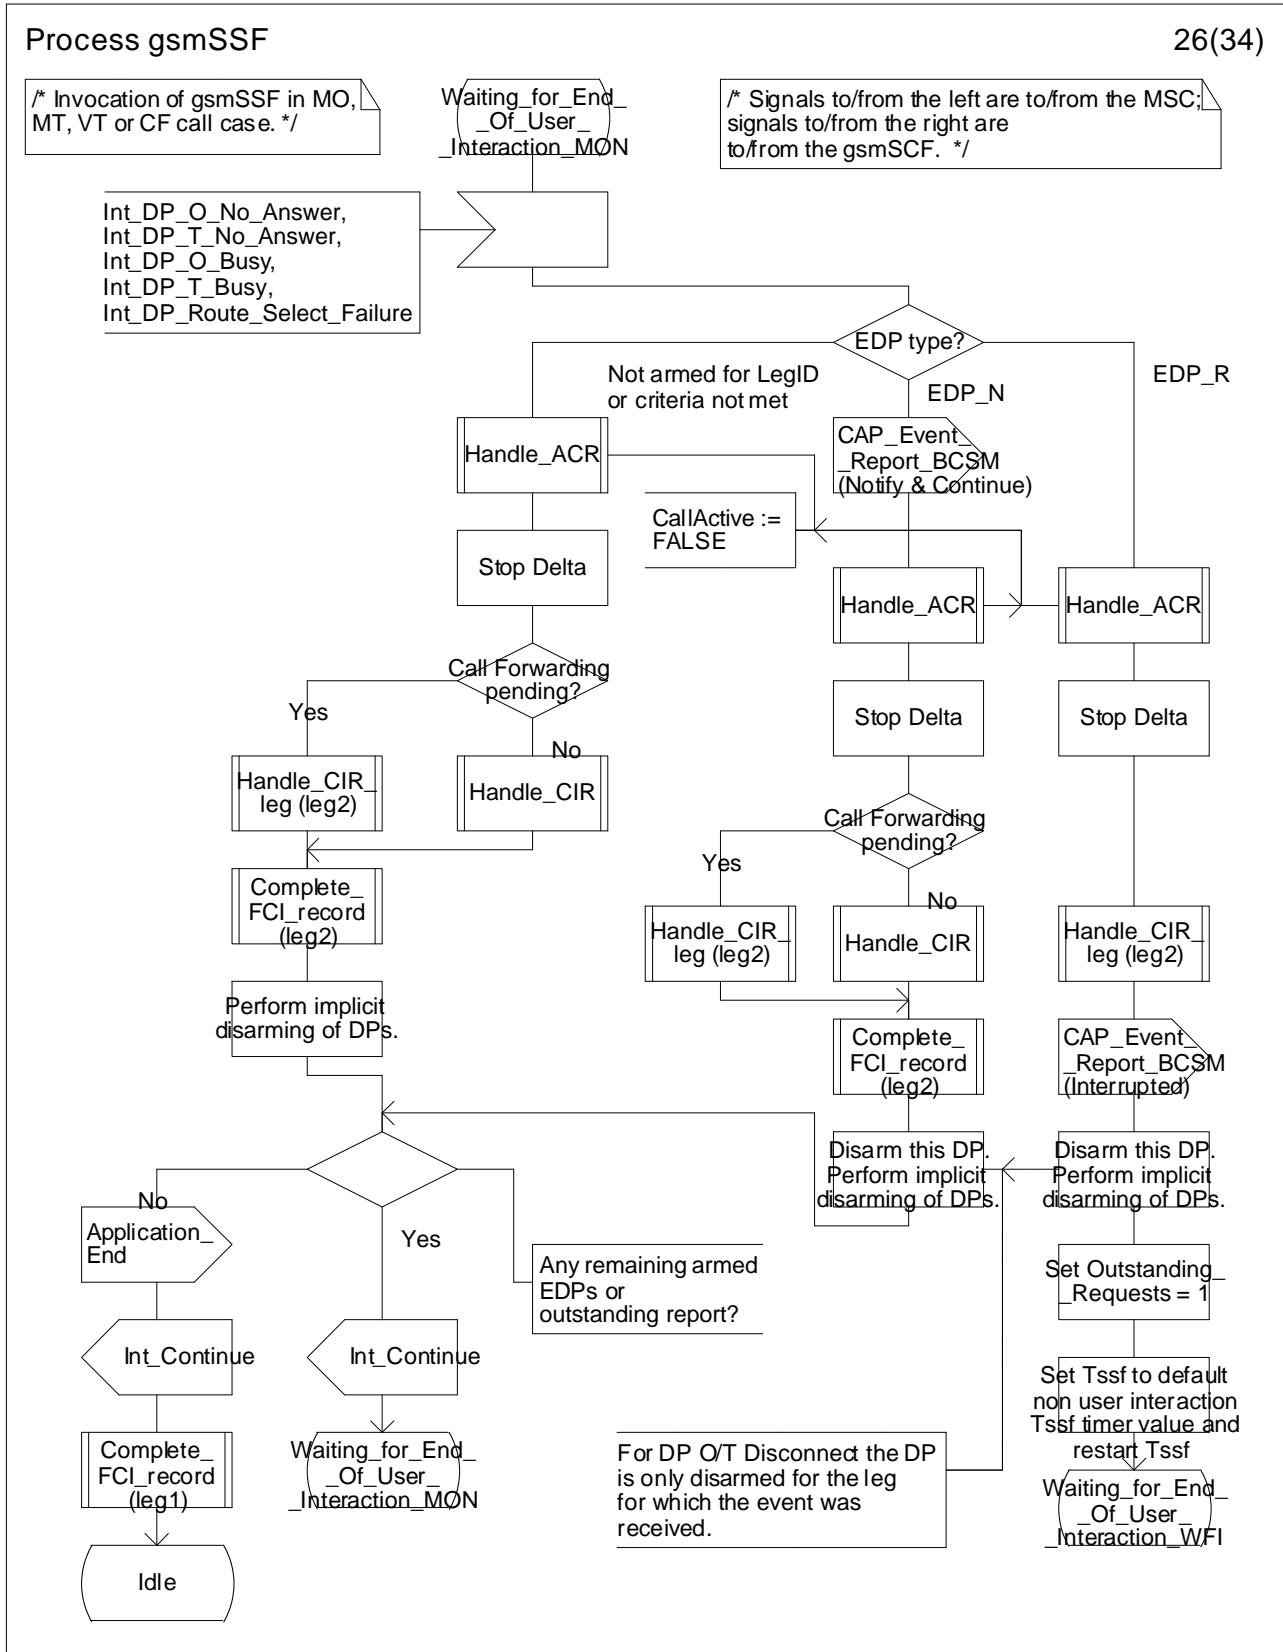 Process gsmSSF
26(34)
/* Invocation of gsmSSF in MO,
MT, VT or CF call case. */
Waiting_for_End_
_Of_User_
_Interaction_MON
/* Signals to/from the left are to/from the MSC;
signals to/from the right are
to/from the gsmSCF.  */
Int_DP_O_No_Answer,
Int_DP_T_No_Answer,
Int_DP_O_Busy,
Int_DP_T_Busy,
Int_DP_Route_Select_Failure
EDP type?
Not armed for LegID
or criteria not met
EDP_N
EDP_R
Handle_ACR
CAP_Event_
_Report_BCSM
(Notify & Continue)
CallActive :=
FALSE
Stop Delta
Handle_ACR
Handle_ACR
Call Forwarding
pending?
Stop Delta
Stop Delta
Yes
No
Handle_CIR_
leg (leg2)
Handle_CIR
Call Forwarding
pending?
Yes
No
Complete_
FCI_record
(leg2)
Handle_CIR_
leg (leg2)
Handle_CIR
Handle_CIR_
leg (leg2)
Perform implicit
disarming of DPs.
Complete_
FCI_record
(leg2)
CAP_Event_
_Report_BCSM
(Interrupted)
Disarm this DP.
Perform implicit
disarming of DPs.
Disarm this DP.
Perform implicit
disarming of DPs.
No
Yes
Application_
End
Any remaining armed
EDPs or
outstanding report?
Set Outstanding_
_Requests = 1
Int_Continue
Int_Continue
Set Tssf to default
non user interaction
Tssf timer value and
restart Tssf
Complete_
FCI_record
(leg1)
Waiting_for_End_
_Of_User_
_Interaction_MON
For DP O/T Disconnect the DP
is only disarmed for the leg
for which the event was
received.
Waiting_for_End_
_Of_User_
_Interaction_WFI
Idle